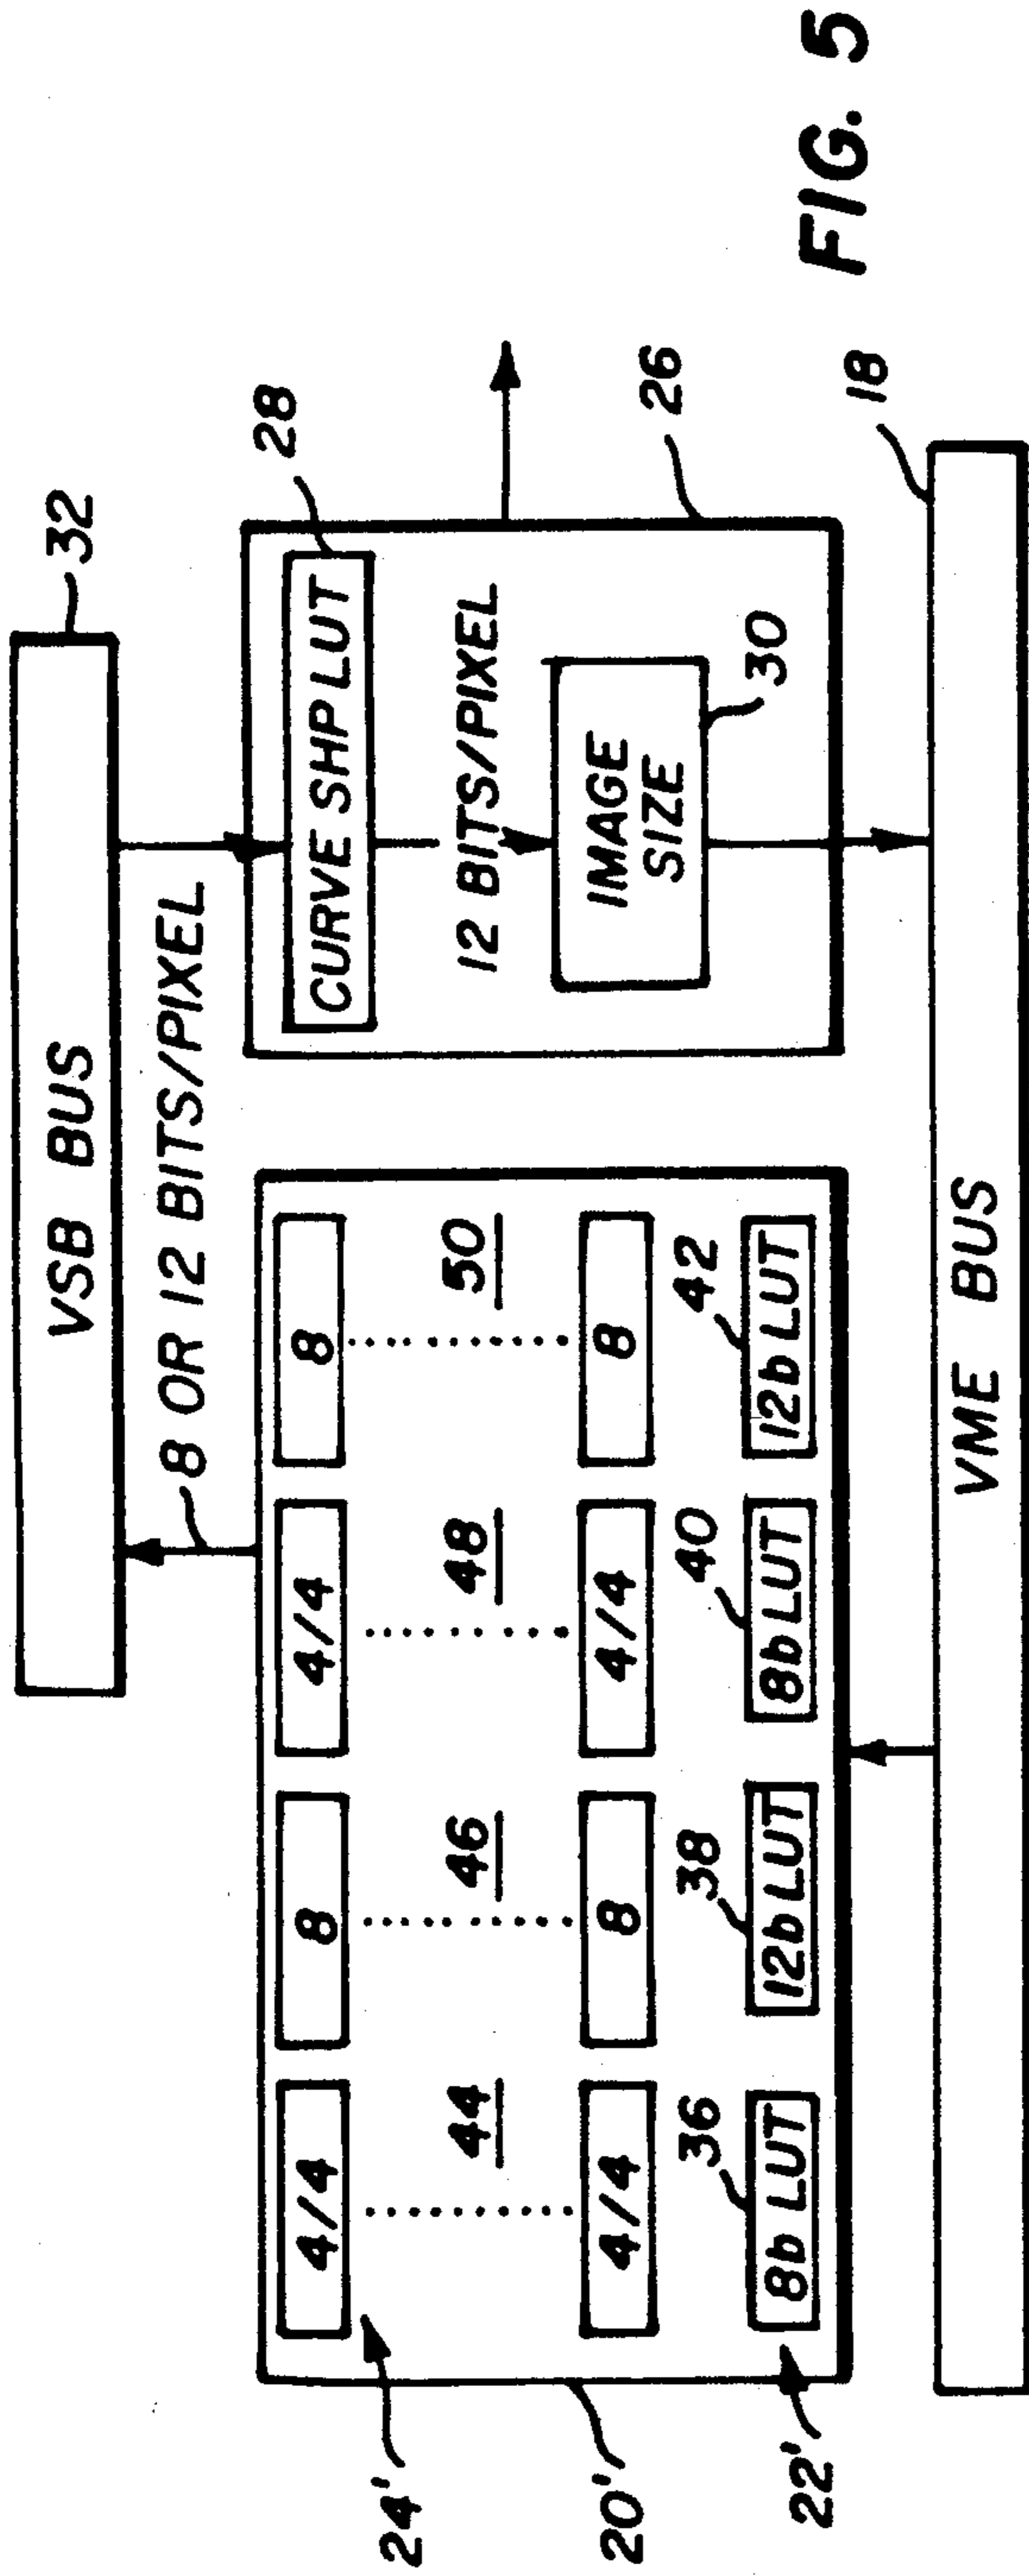 VSB BUS
32
8 OR 12 BITS/PIXEL
28
CURVE SHP LUT
12 BITS/PIXEL
IMAGE
SIZE
30
26
4/4 8 4/4 8
44 46 48 50
4/4 8 4/4 8
36 38 40 42
8b LUT 12b LUT 8b LUT 12b LUT
24'
20'
22'
18
VME BUS
FIG. 5